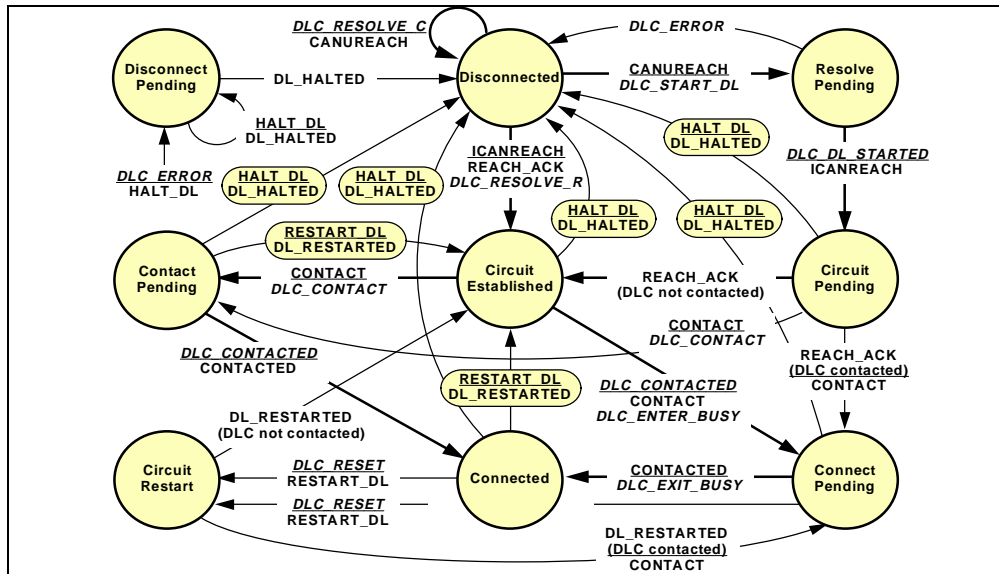 DLC_RESOLVE_C
CANUREACH
DLC_ERROR
Disconnect
Pending
DL_HALTED
Disconnected
CANUREACH
DLC_START_DL
Resolve
Pending
HALT_DL
DL_HALTED
HALT_DL
DL_HALTED
DLC_ERROR
HALT_DL
HALT_DL
DL_HALTED
HALT_DL
DL_HALTED
ICANREACH
REACH_ACK
DLC_RESOLVE_R
DLC_DL_STARTED
ICANREACH
HALT_DL
DL_HALTED
HALT_DL
DL_HALTED
RESTART_DL
DL_RESTARTED
Contact
Pending
CONTACT
DLC_CONTACT
Circuit
Established
REACH_ACK
(DLC not contacted)
Circuit
Pending
CONTACT
DLC_CONTACT
DLC_CONTACTED
CONTACTED
REACH_ACK
(DLC contacted)
CONTACT
RESTART_DL
DL_RESTARTED
DLC_CONTACTED
CONTACT
DLC_ENTER_BUSY
DL_RESTARTED
(DLC not contacted)
Circuit
Restart
DLC_RESET
RESTART_DL
Connected
CONTACTED
DLC_EXIT_BUSY
Connect
Pending
DLC_RESET
RESTART_DL
DL_RESTARTED
(DLC contacted)
CONTACT